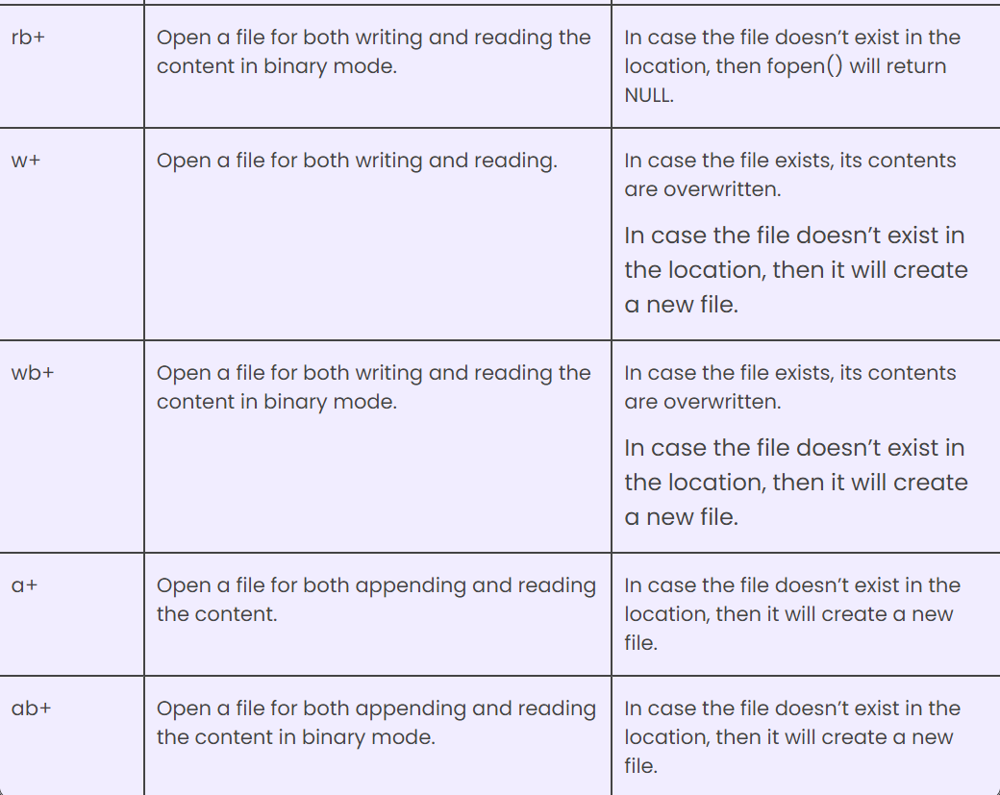 rb+
Open a file for both writing and reading the
content in binary mode.
In case the file doesn’t exist in the
location, then fopen() will return
NULL.
w+
Open a file for both writing and reading.
In case the file exists, its contents
are overwritten.
In case the file doesn’t exist in
the location, then it will create
a new file.
wb+
Open a file for both writing and reading the
content in binary mode.
In case the file exists, its contents
are overwritten.
In case the file doesn’t exist in
the location, then it will create
a new file.
a+
Open a file for both appending and reading
the content.
In case the file doesn’t exist in the
location, then it will create a new
file.
ab+
Open a file for both appending and reading
the content in binary mode.
In case the file doesn’t exist in the
location, then it will create a new
file.